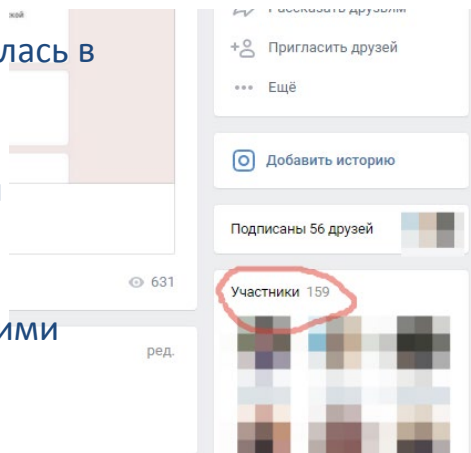 лась в
Рассказать друзьям
Пригласить друзей
Ещё
Добавить историю
Подписаны 56 друзей
631
Участники 159
ими
ред.